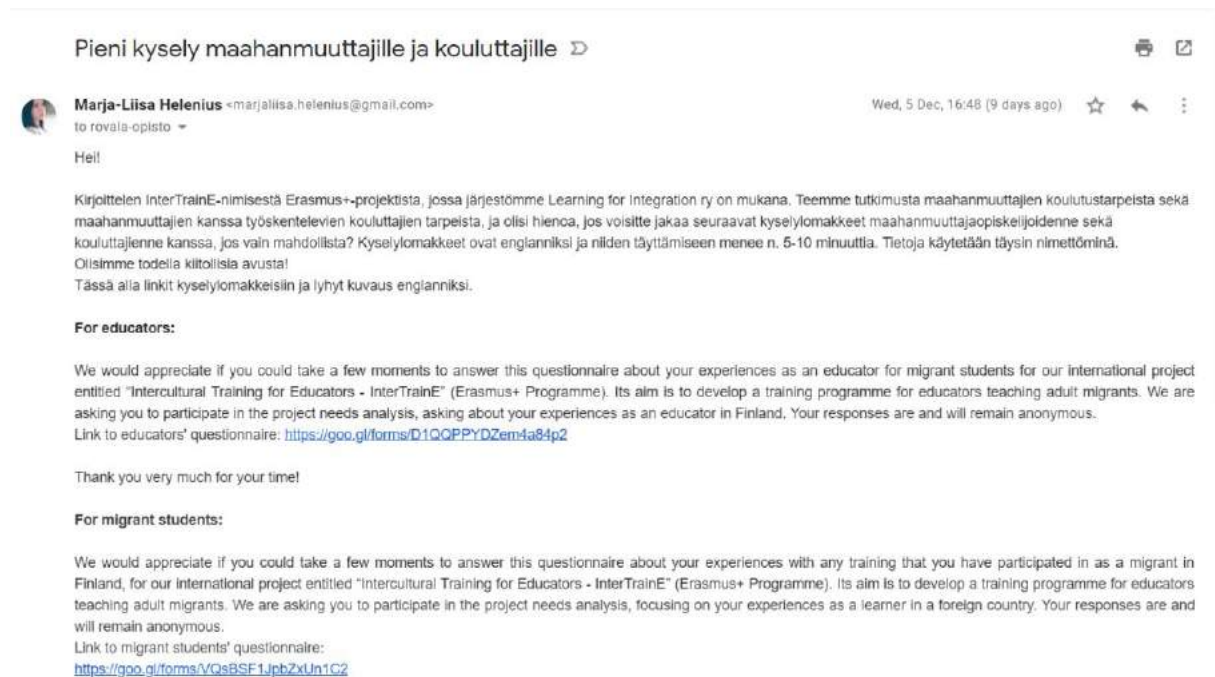 Pieni kysely maahanmuuttajille ja kouluttajille
Marja-Liisa Helenius <marjaliisa.helenius@gmail.com>
Wed, 5 Dec, 16:48 (9 days ago)
to rovala-opisto
Hei!
Kirjoittelen InterTrainE-nimisestä Erasmus+-projektista, jossa järjestömme Learning for Integration ry on mukana. Teemme tutkimusta maahanmuuttajien koulutustarpeista sekä
maahanmuuttajien kanssa työskentelevien kouluttajien tarpeista, ja olisi hienoa, jos voisitte jakaa seuraavat kyselylomakkeet maahanmuuttajaopiskelijoidenne sekä
kouluttajienne kanssa, jos vain mahdollista? Kyselylomakkeet ovat englanniksi ja niiden täyttämiseen menee n. 5-10 minuuttia. Tietoja käytetään täysin nimettöminä.
Olisimme todella kiitollisia avusta!
Tässä alla linkit kyselylomakkeisiin ja lyhyt kuvaus englanniksi.
For educators:
We would appreciate if you could take a few moments to answer this questionnaire about your experiences as an educator for migrant students for our international project
entitled "Intercultural Training for Educators - InterTrainE" (Erasmus+ Programme). Its aim is to develop a training programme for educators teaching adult migrants. We are
asking you to participate in the project needs analysis, asking about your experiences as an educator in Finland. Your responses are and will remain anonymous.
Link to educators' questionnaire: https://goo.gl/forms/D1QQPPYDZem4a84p2
Thank you very much for your time!
For migrant students:
We would appreciate if you could take a few moments to answer this questionnaire about your experiences with any training that you have participated in as a migrant in
Finland, for our international project entitled "Intercultural Training for Educators - InterTrainE" (Erasmus+ Programme). Its aim is to develop a training programme for educators
teaching adult migrants. We are asking you to participate in the project needs analysis, focusing on your experiences as a learner in a foreign country. Your responses are and
will remain anonymous.
Link to migrant students' questionnaire:
https://goo.gl/forms/VQsBSF1JpbZxUn1C2